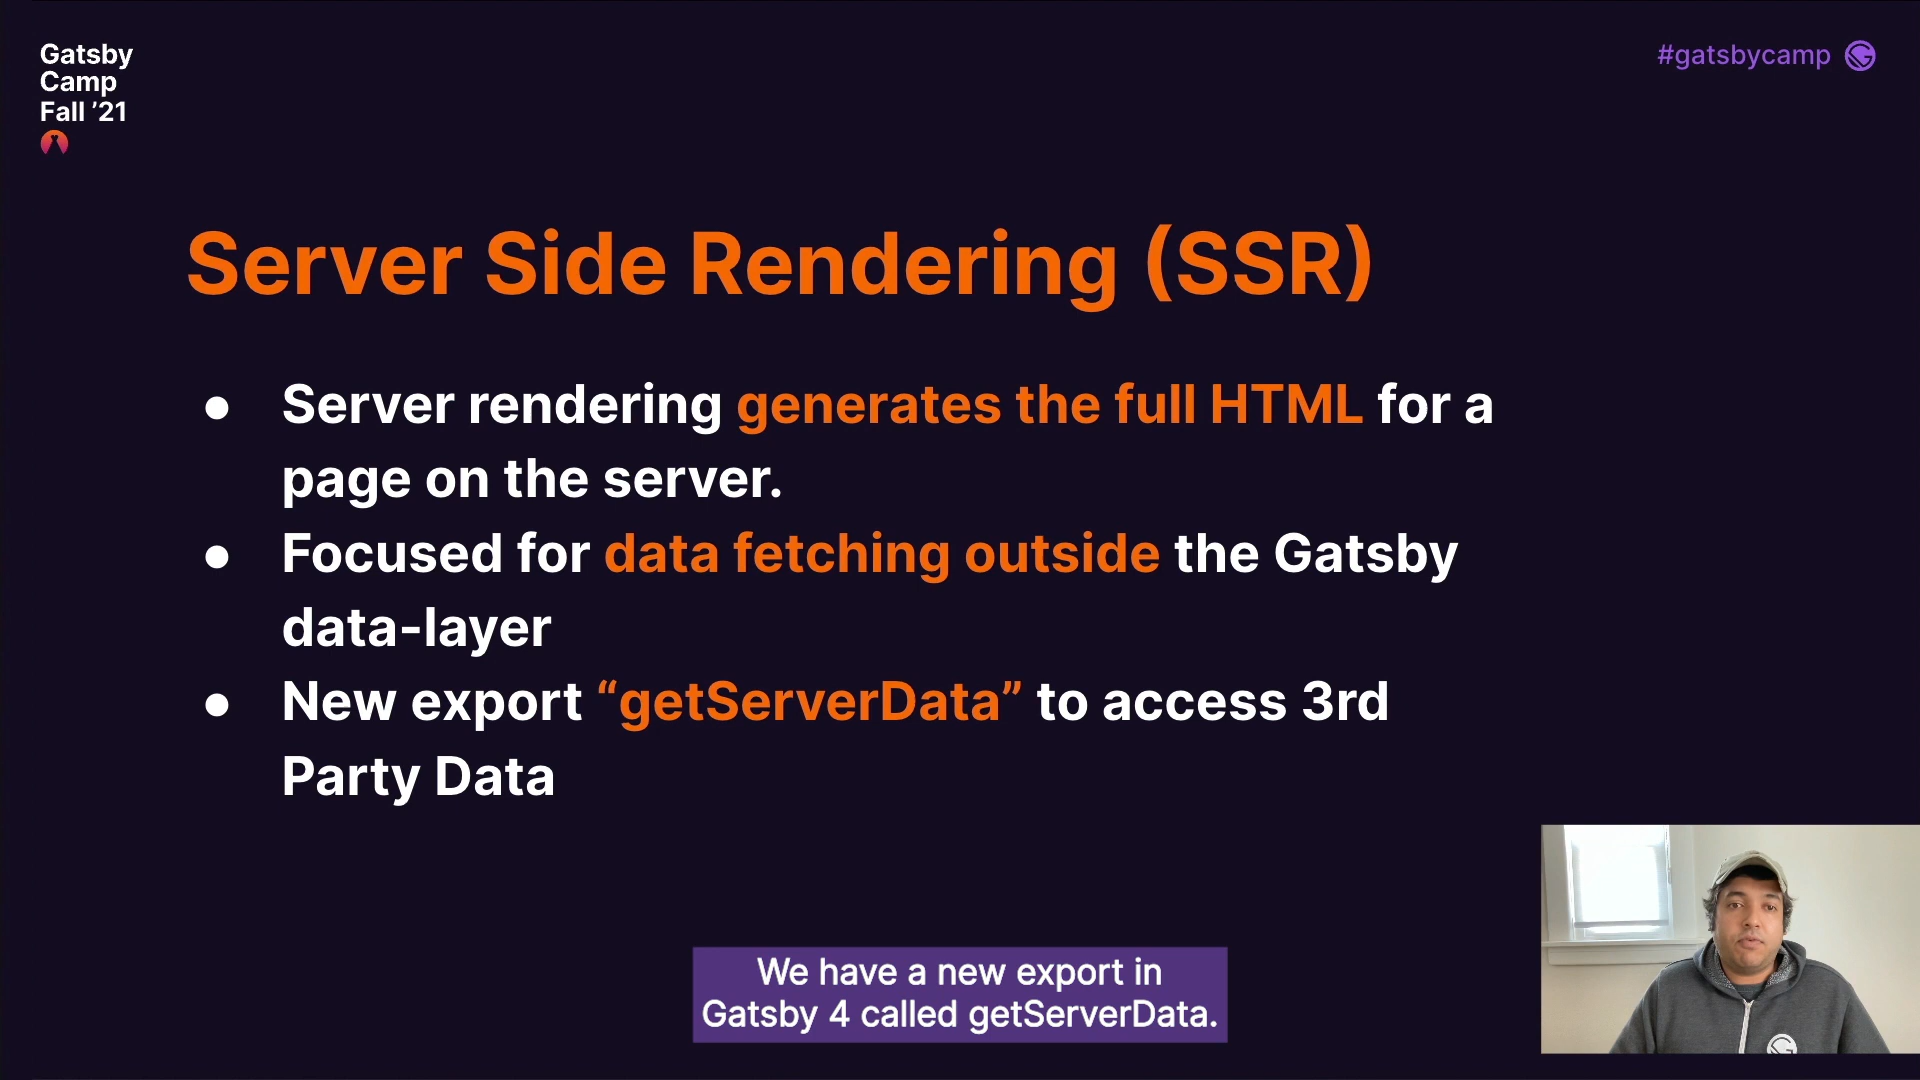 Gatsby
Camp
Fall ’21
#gatsbycamp
Server Side Rendering (SSR)
● Server rendering generates the full HTML for a
page on the server.
● Focused for data fetching outside the Gatsby
data-layer
● New export “getServerData” to access 3rd
Party Data
We have a new export in
Gatsby 4 called getServerData.